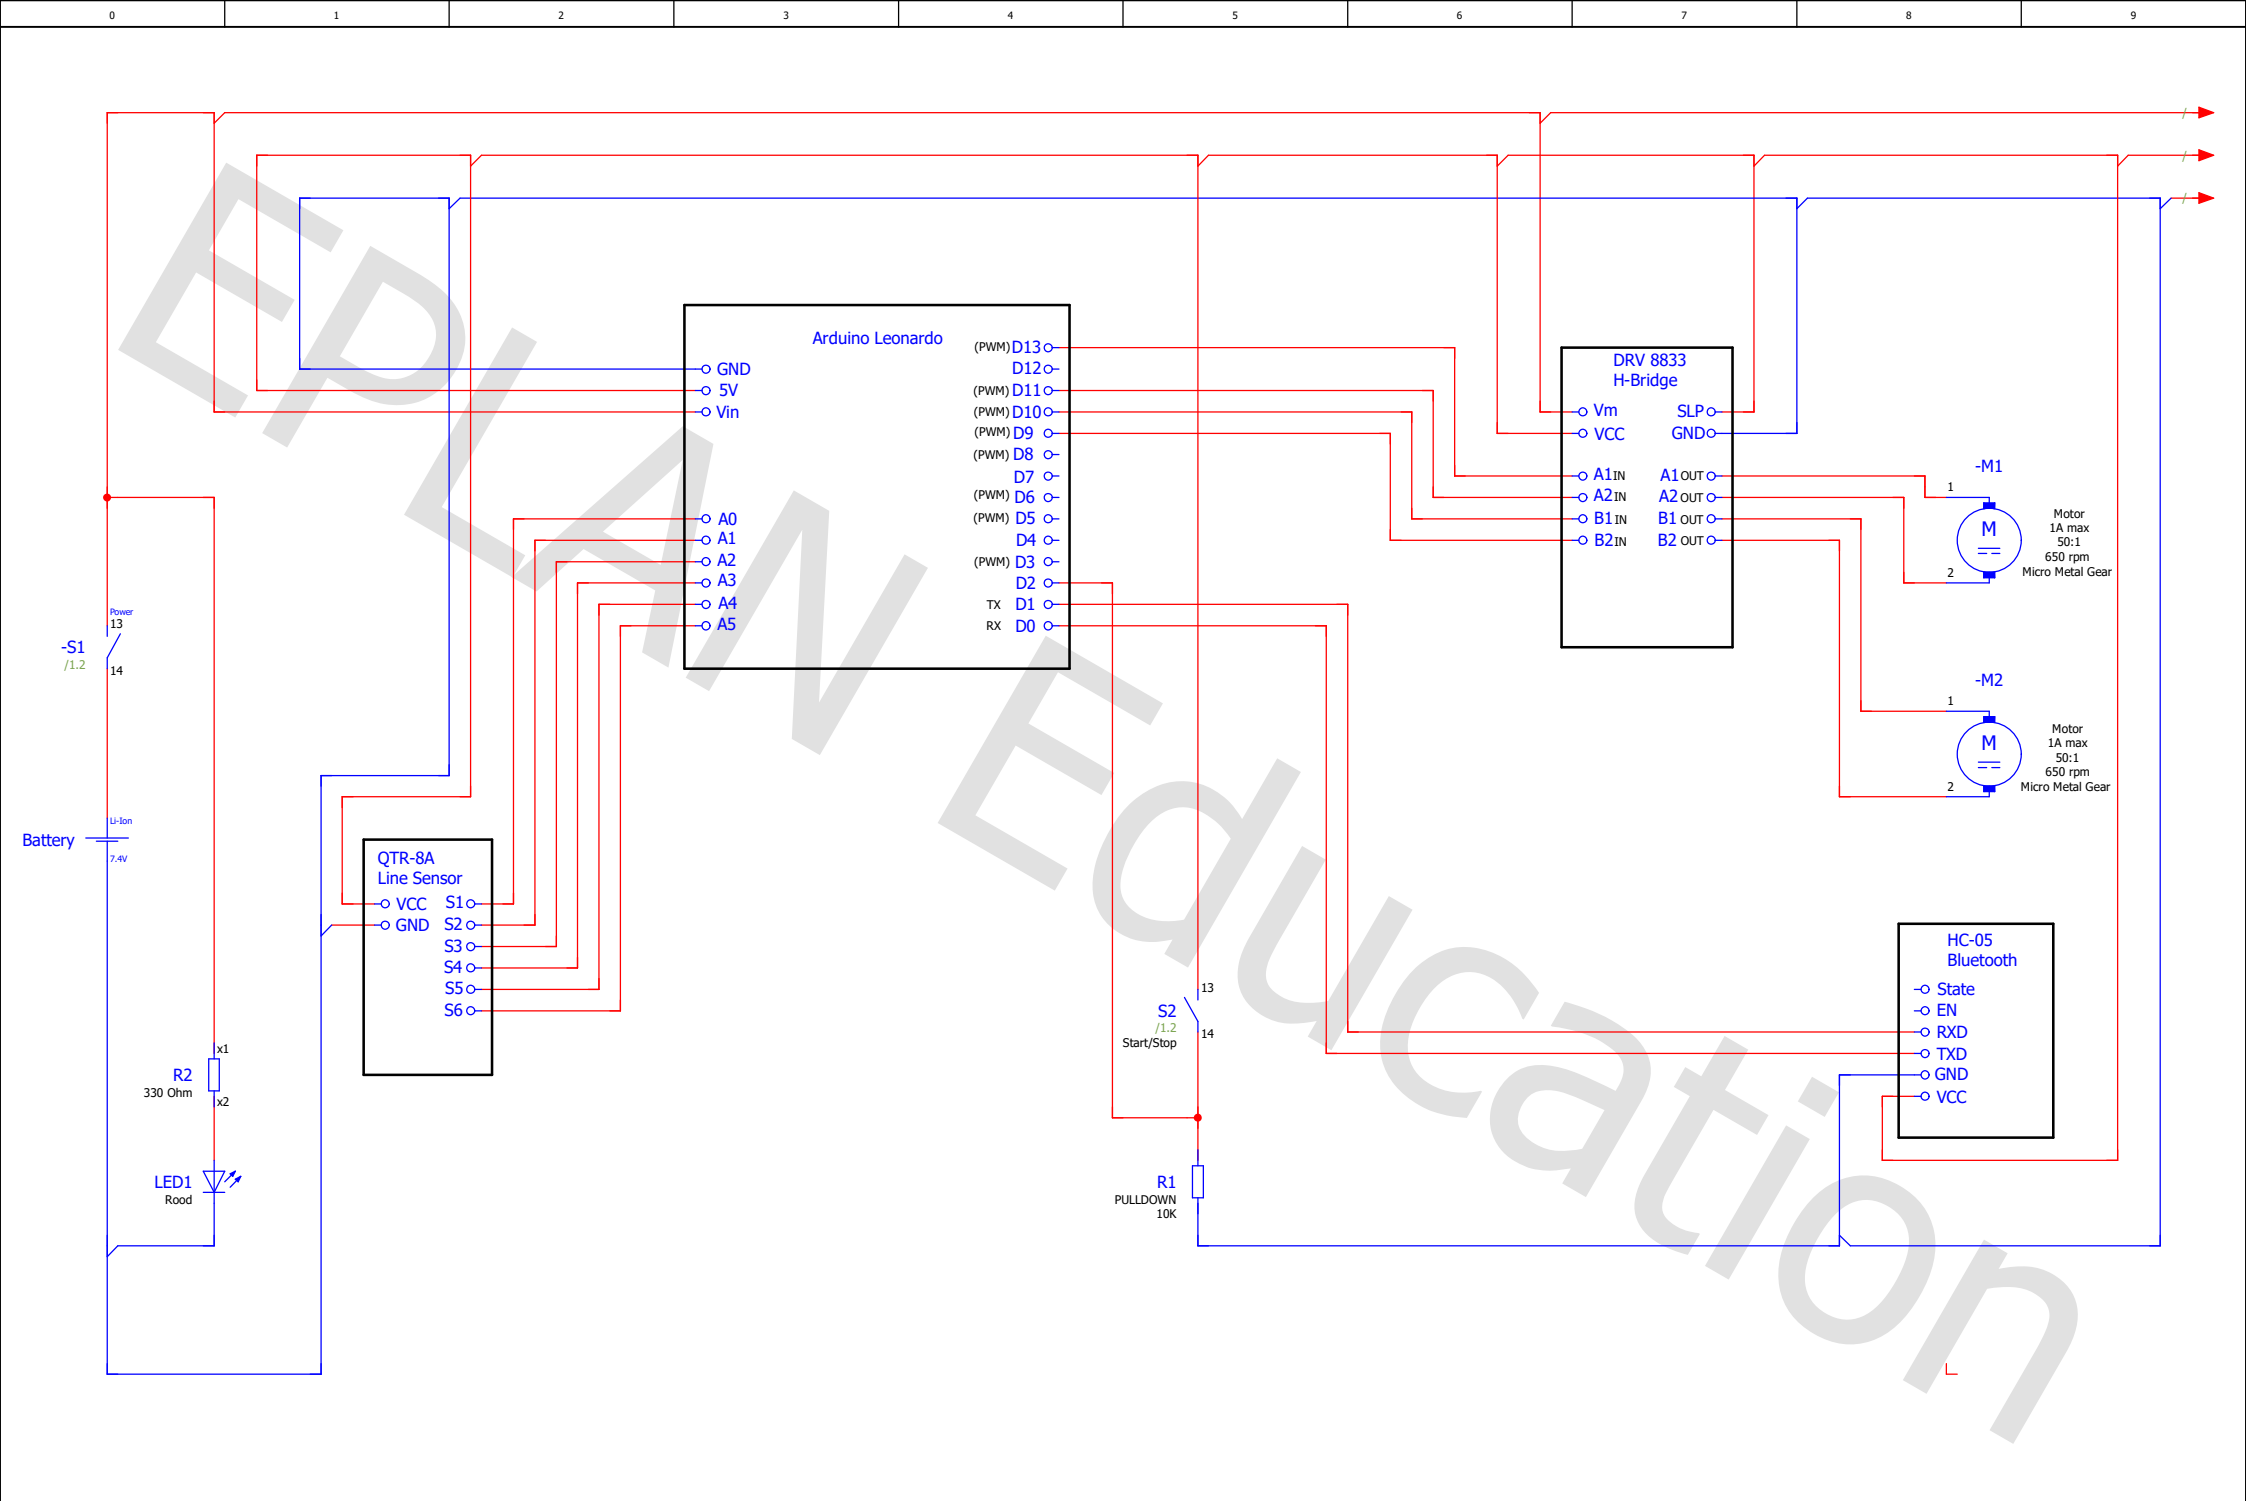 0 1 2 3 4 5 6 7 8 9
EPLAN Education
Arduino Leonardo
GND
5V
Vin
A0
A1
A2
A3
A4
A5
(PWM) D13
D12
(PWM) D11
(PWM) D10
(PWM) D9
(PWM) D8
D7
(PWM) D6
(PWM) D5
D4
(PWM) D3
D2
TX D1
RX D0
DRV 8833
H-Bridge
Vm SLP
VCC GND
A1 IN A1 OUT
A2 IN A2 OUT
B1 IN B1 OUT
B2 IN B2 OUT
-M1
1
M
2
Motor
1A max
50:1
650 rpm
Micro Metal Gear
-M2
1
M
2
Motor
1A max
50:1
650 rpm
Micro Metal Gear
Power
13
-S1
/1.2
14
Li-Ion
Battery
7.4V
QTR-8A
Line Sensor
VCC S1
GND S2
S3
S4
S5
S6
x1
R2
330 Ohm
x2
LED1
Rood
13
S2
/1.2
14
Start/Stop
R1
PULLDOWN
10K
HC-05
Bluetooth
State
EN
RXD
TXD
GND
VCC